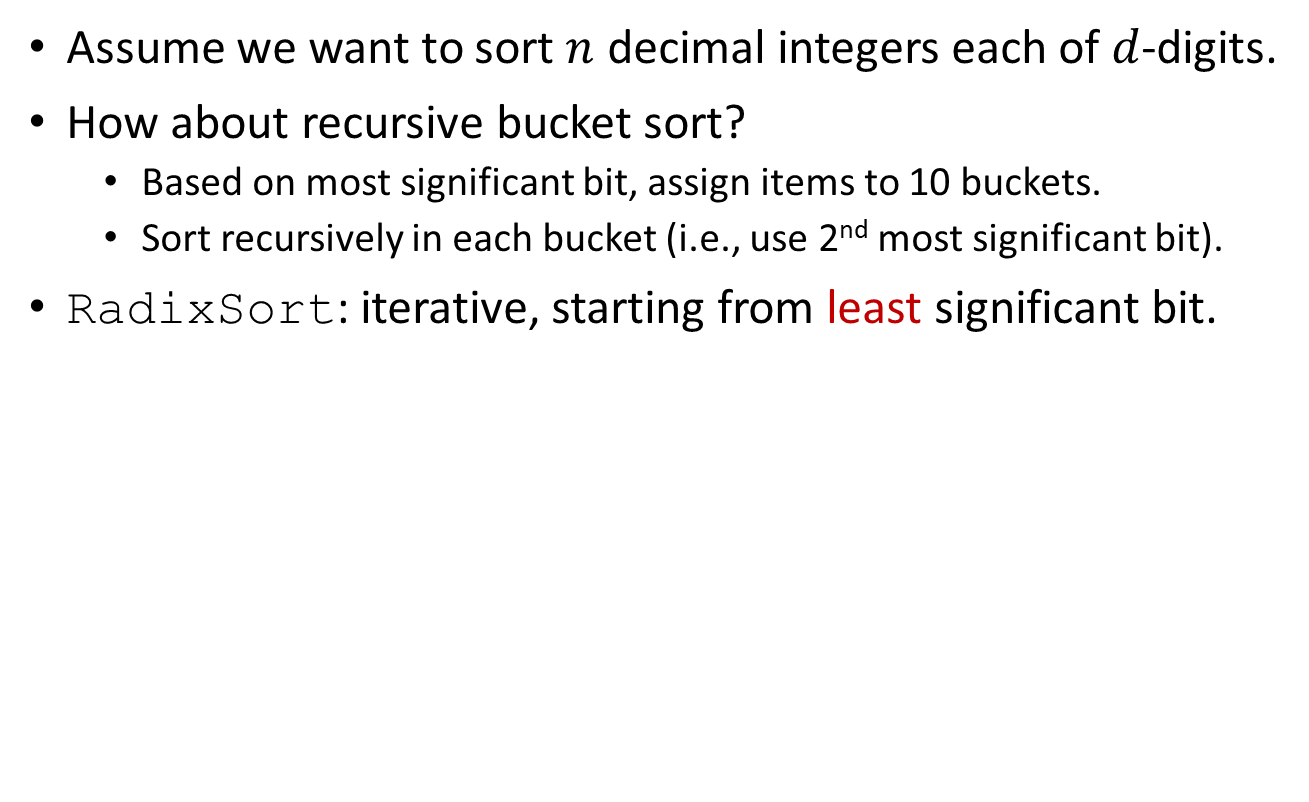 • Assume we want to sort n decimal integers each of d-digits.
• How about recursive bucket sort?
• Based on most significant bit, assign items to 10 buckets.
• Sort recursively in each bucket (i.e., use 2nd most significant bit).
• RadixSort: iterative, starting from least significant bit.